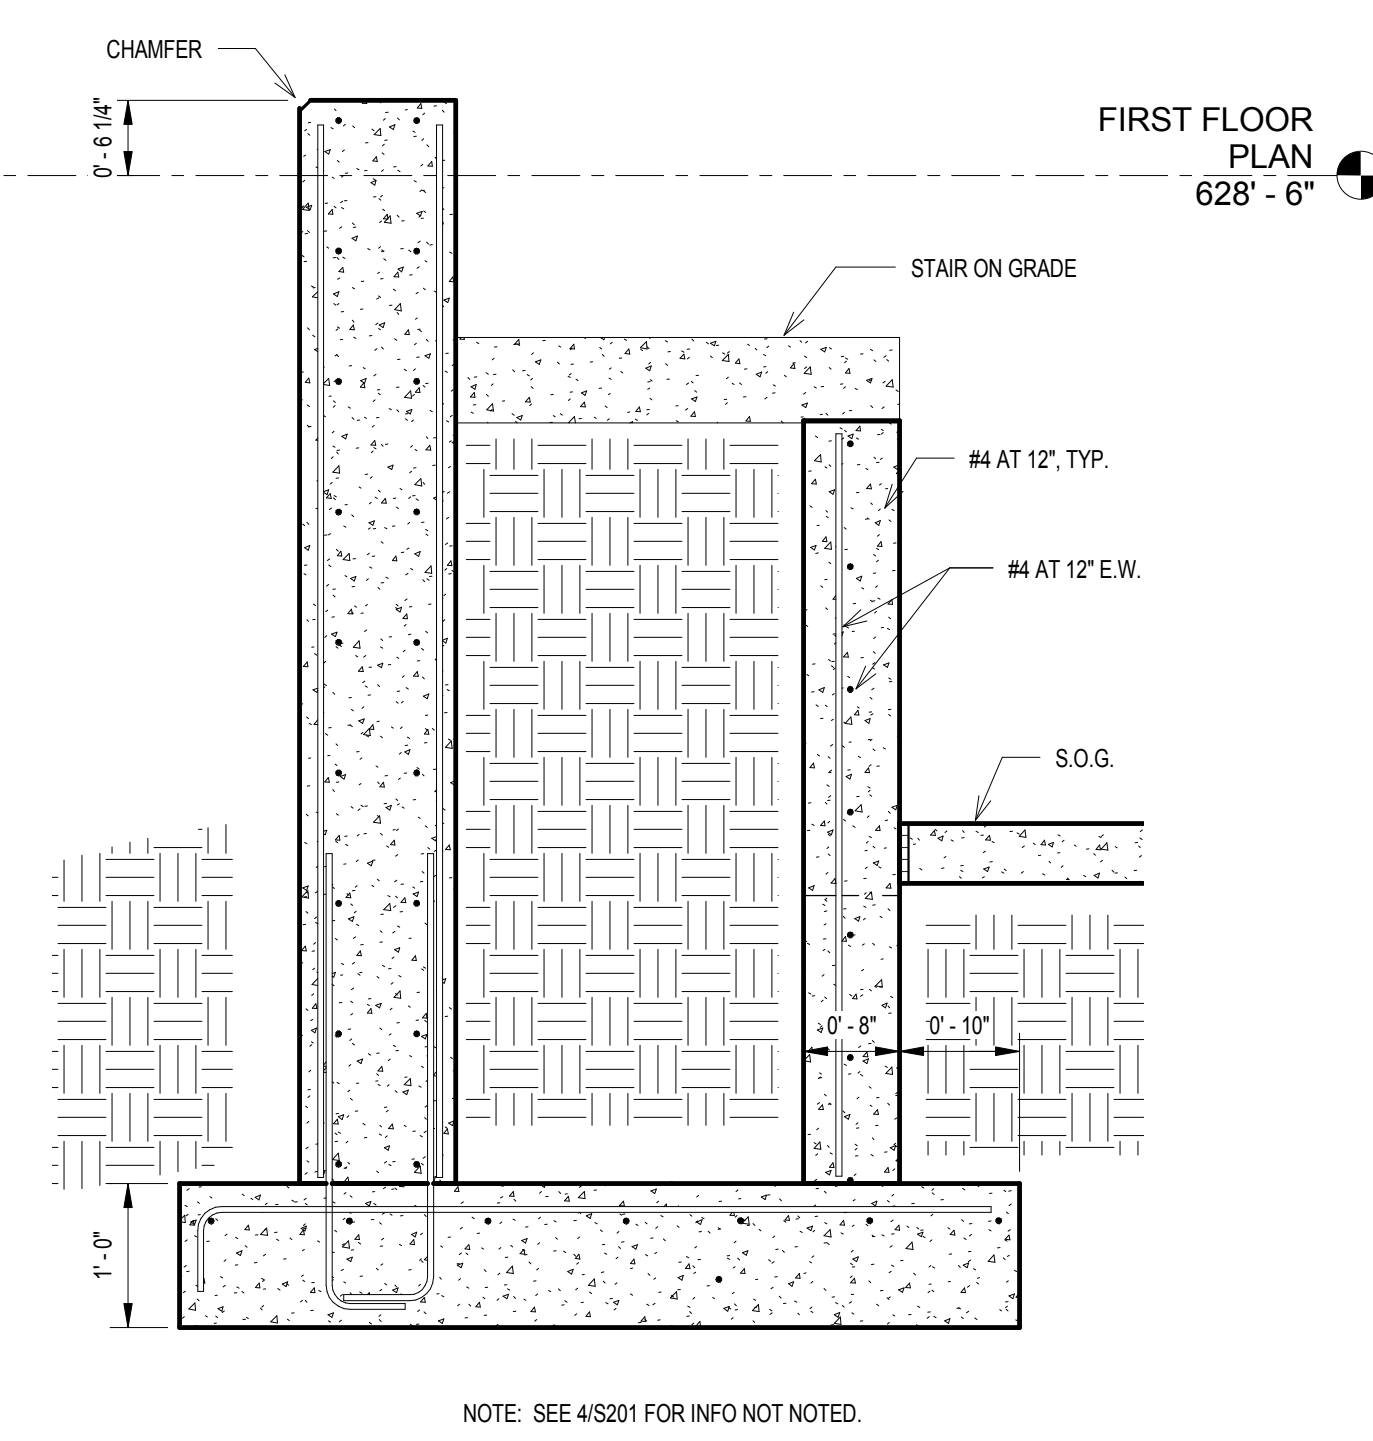 CHAMFER
0' - 6 1/4"
FIRST FLOOR
PLAN
628' - 6"
STAIR ON GRADE
#4 AT 12", TYP.
#4 AT 12" E.W.
S.O.G.
0' - 8"
0' - 10"
1' - 0"
NOTE: SEE 4/S201 FOR INFO NOT NOTED.